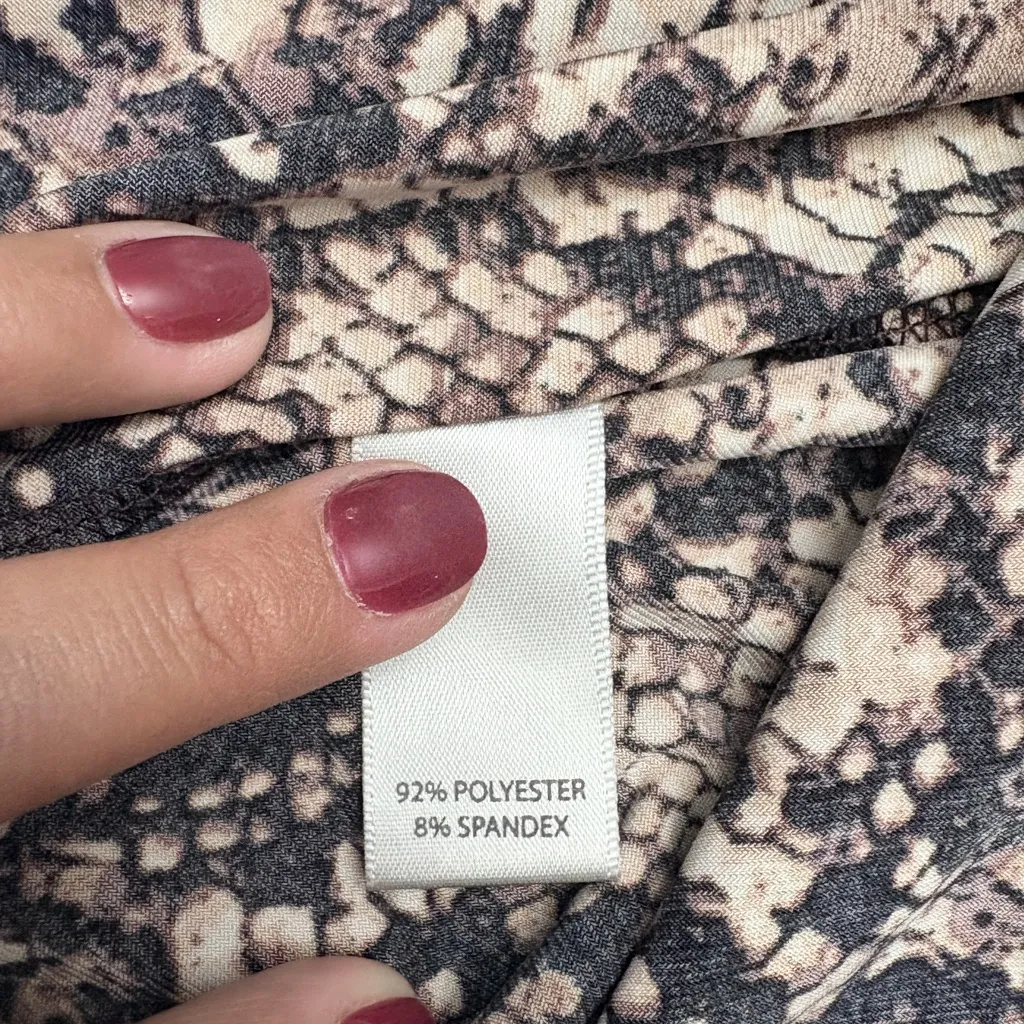 92% POLYESTER
8% SPANDEX